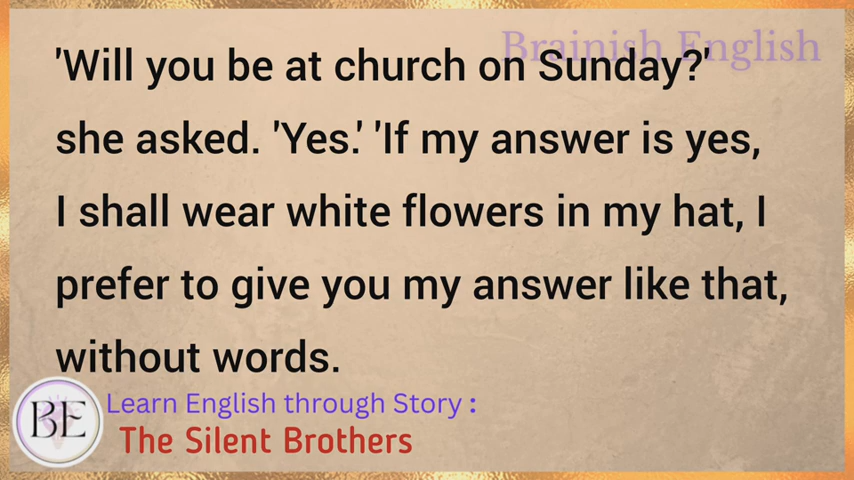 Brainish English
'Will you be at church on Sunday?'
she asked. 'Yes.' 'If my answer is yes,
I shall wear white flowers in my hat, I
prefer to give you my answer like that,
without words.
BE
Learn English through Story :
The Silent Brothers